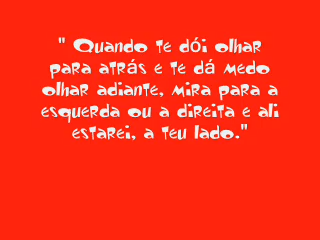 " Quando te dói olhar
para atrás e te dá medo
olhar adiante, mira para a
esquerda ou a direita e ali
estarei, a teu lado."